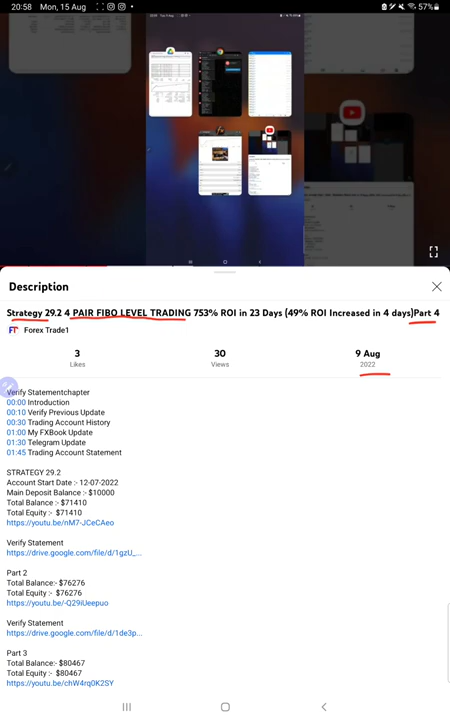 20:58 Mon, 15 Aug
57%
Description
Strategy 29.2 4 PAIR FIBO LEVEL TRADING 753% ROI in 23 Days (49% ROI Increased in 4 days)Part 4
FT Forex Trade1
3 30 9 Aug
Likes Views 2022
Verify Statementchapter
00:00 Introduction
00:10 Verify Previous Update
00:30 Trading Account History
01:00 My FXBook Update
01:30 Telegram Update
01:45 Trading Account Statement
STRATEGY 29.2
Account Start Date :- 12-07-2022
Main Deposit Balance :- $10000
Total Balance :- $71410
Total Equity :- $71410
https://youtu.be/nM7-JCeCAeo
Verify Statement
https://drive.google.com/file/d/1gzU_...
Part 2
Total Balance:- $76276
Total Equity :- $76276
https://youtu.be/-Q29iUeepuo
Verify Statement
https://drive.google.com/file/d/1de3p...
Part 3
Total Balance:- $80467
Total Equity :- $80467
https://youtu.be/chW4rq0K2SY